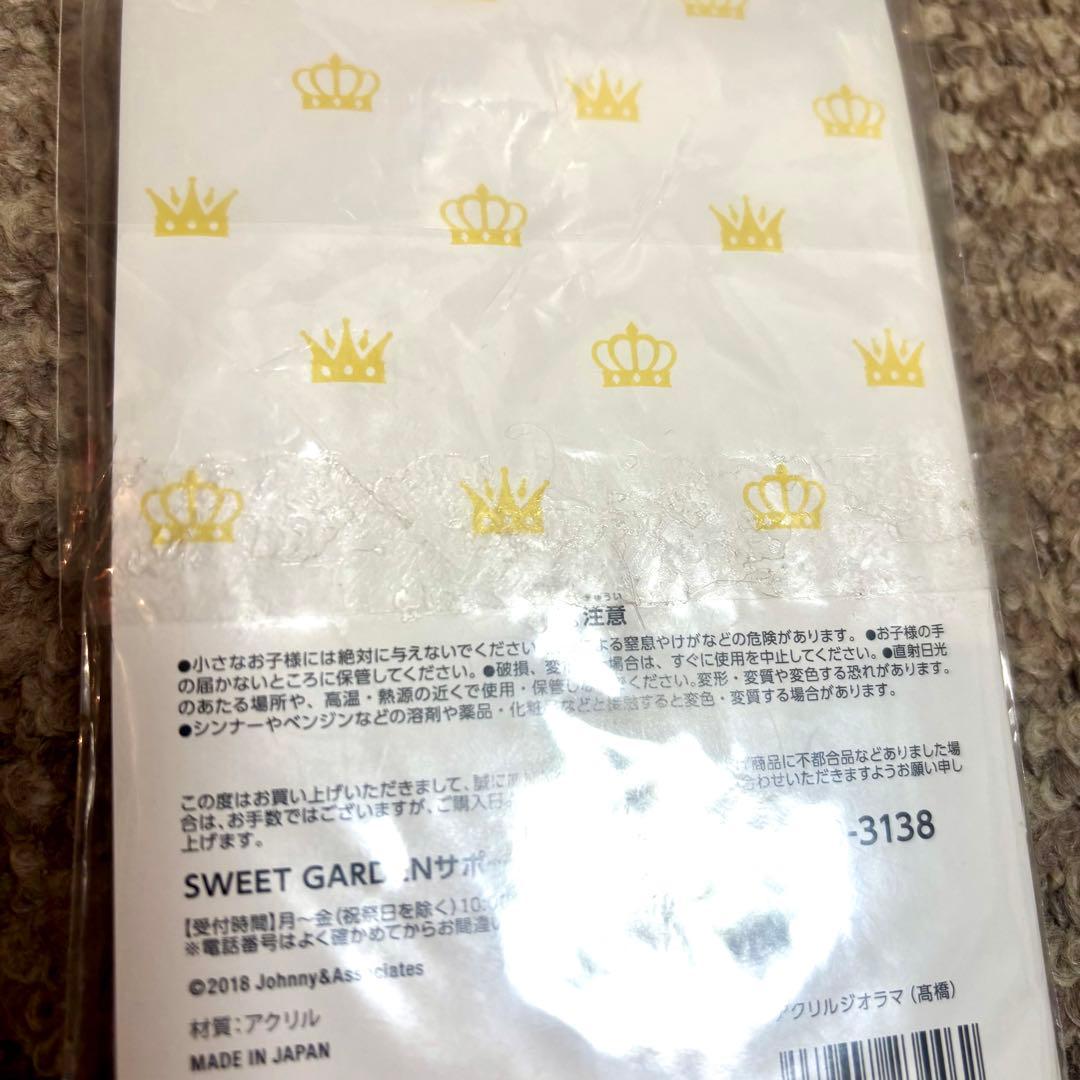 注意
●小さなお子様には絶対に与えないでください よる窒息やけがなどの危険があります。●お子様の手
の届かないところに保管してください。●破損、変 場合は、すぐに使用を中止してください。●直射日光
のあたる場所や、高温・熱源の近くで使用・保管し ください。変形・変質や変色する恐れがあります。
●シンナーやベンジンなどの溶剤や薬品・化粧品などと接触すると変色・変質する場合があります。
この度はお買い上げいただきまして、誠に 商品に不都合品などありました場
合は、お手数ではございますが、ご購入日 合わせいただきますようお願い申し
上げます。
SWEET GARDENサポ -3138
【受付時間】月～金(祝祭日を除く)10:
※電話番号はよく確かめてからお間違い
©2018 Johnny&Associates
材質：アクリル アクリルジオラマ（髙橋）
MADE IN JAPAN